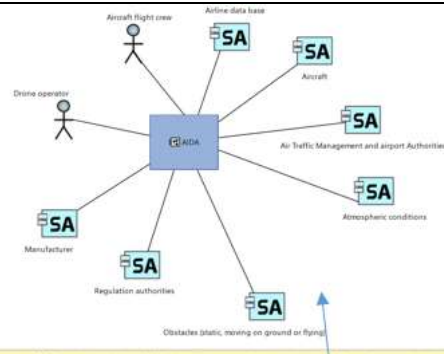 Airline data base
Aircraft flight crew
SA
SA
Aircraft
Drone operator
SA
AIDA
Air Traffic Management and airport Authorities
SA
Atmospheric conditions
SA
Manufacturer
SA
Regulation authorities
SA
Obstacles (static, moving on ground or flying)